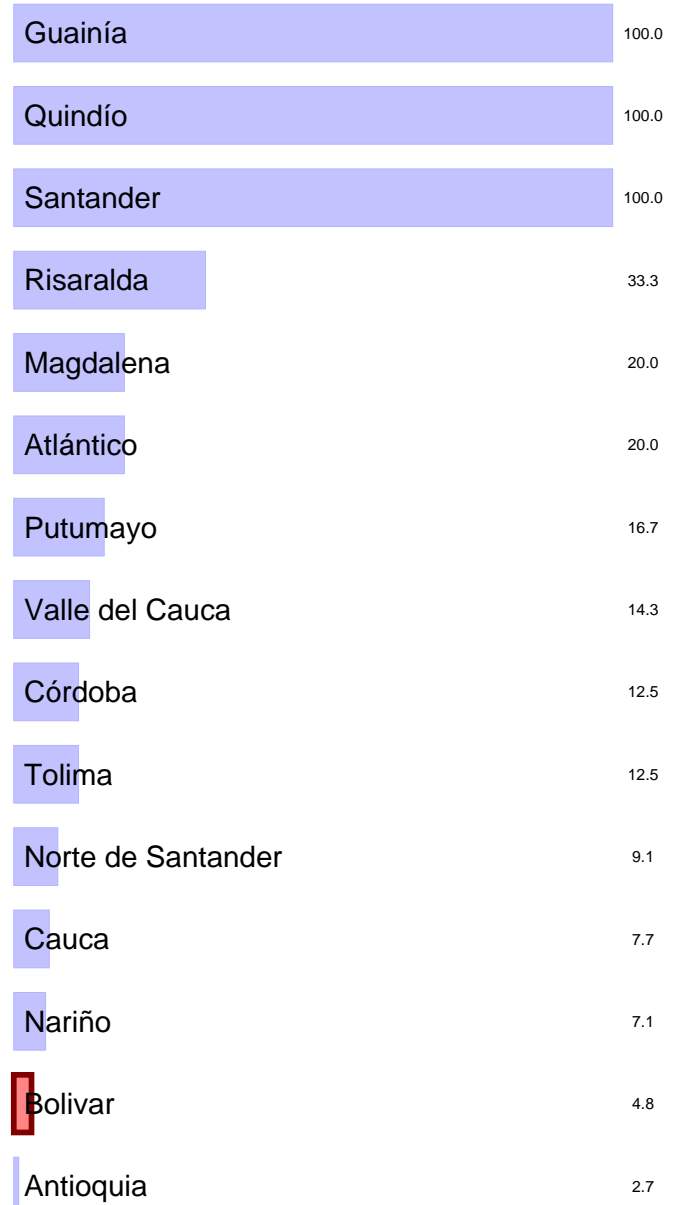 Guainía 100.0
Quindío 100.0
Santander 100.0
Risaralda 33.3
Magdalena 20.0
Atlántico 20.0
Putumayo 16.7
Valle del Cauca 14.3
Córdoba 12.5
Tolima 12.5
Norte de Santander 9.1
Cauca 7.7
Nariño 7.1
Bolivar 4.8
Antioquia 2.7